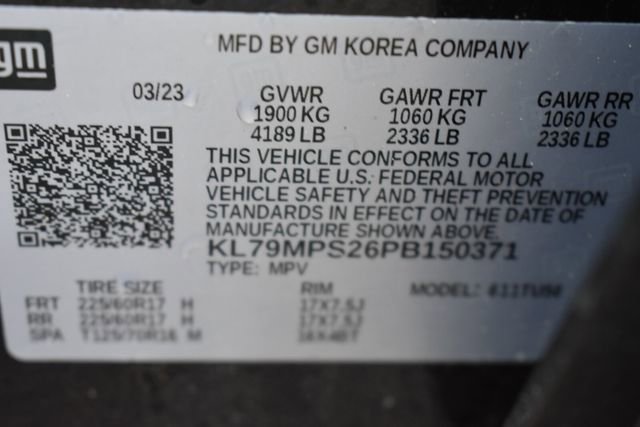 gm
MFD BY GM KOREA COMPANY
03/23 GVWR GAWR FRT GAWR RR
1900 KG 1060 KG 1060 KG
4189 LB 2336 LB 2336 LB
THIS VEHICLE CONFORMS TO ALL
APPLICABLE U.S. FEDERAL MOTOR
VEHICLE SAFETY AND THEFT PREVENTION
STANDARDS IN EFFECT ON THE DATE OF
MANUFACTURE SHOWN ABOVE.
KL79MPS26PB150371
TYPE: MPV
TIRE SIZE RIM MODEL:
FRT 225/60R17 H 17X7.5J
RR 225/60R17 H 17X7.5J
SPA T125/70R16 M 16X4BT